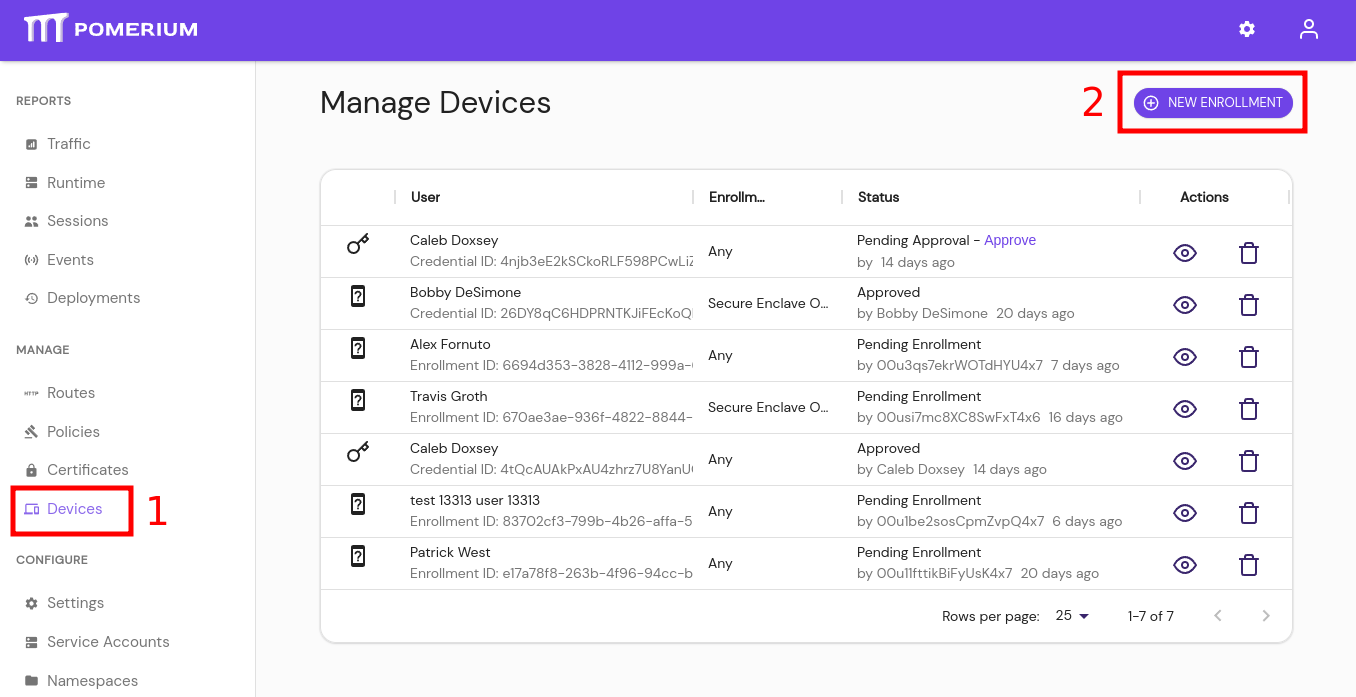 POMERIUM
REPORTS
Traffic
Runtime
Sessions
Events
Deployments
MANAGE
HTTP Routes
Policies
Certificates
Devices
1
CONFIGURE
Settings
Service Accounts
Namespaces
Manage Devices
2
NEW ENROLLMENT
User Enrollm... Status Actions
Caleb Doxsey
Credential ID: 4njb3eE2kSCkoRLF598PCwLiZ
Any
Pending Approval - Approve
by 14 days ago
Bobby DeSimone
Credential ID: 26DY8qC6HDPRNTKJiFEcKoQ
Secure Enclave O...
Approved
by Bobby DeSimone 20 days ago
Alex Fornuto
Enrollment ID: 6694d353-3828-4112-999a-
Any
Pending Enrollment
by 00u3qs7ekrWOTdHYU4x7 7 days ago
Travis Groth
Enrollment ID: 670ae3ae-936f-4822-8844-
Secure Enclave O...
Pending Enrollment
by 00usi7mc8XC8SwFxT4x6 16 days ago
Caleb Doxsey
Credential ID: 4tQcAUAkPxAU4zhrz7U8YanU
Any
Approved
by Caleb Doxsey 14 days ago
test 13313 user 13313
Enrollment ID: 83702cf3-799b-4b26-affa-5
Any
Pending Enrollment
by 00u1be2sosCpmZvpQ4x7 6 days ago
Patrick West
Enrollment ID: e17a78f8-263b-4f96-94cc-b
Any
Pending Enrollment
by 00u11fttikBiFyUsK4x7 20 days ago
Rows per page: 25 1-7 of 7